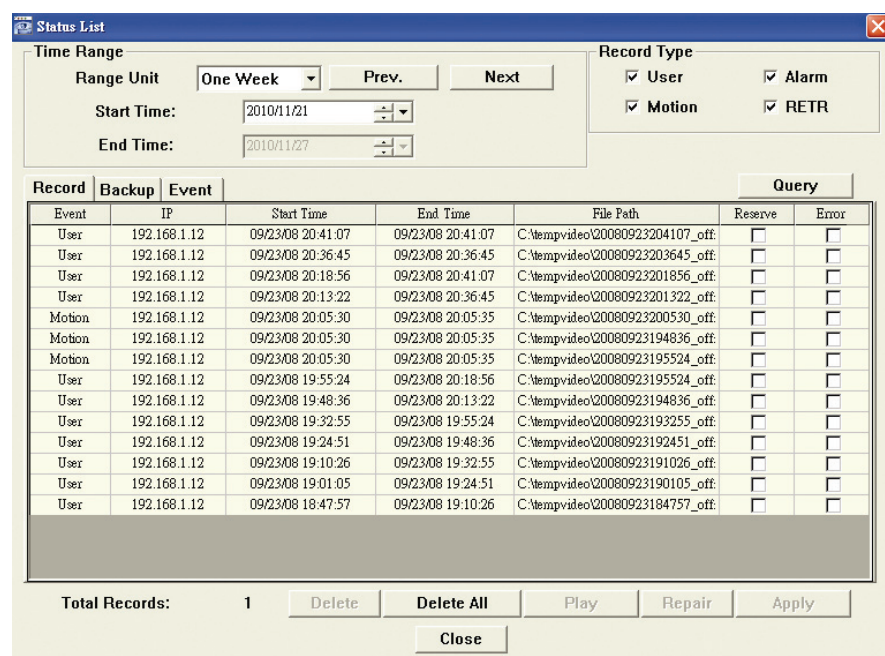 Status List
Time Range
Record Type
Range Unit One Week Prev. Next
User Alarm
Start Time: 2010/11/21
Motion RETR
End Time: 2010/11/27
Record Backup Event Query
Event IP Start Time End Time File Path Reserve Error
User 192.168.1.12 09/23/08 20:41:07 09/23/08 20:41:07 C:\tempvideo\20080923204107_off:
User 192.168.1.12 09/23/08 20:36:45 09/23/08 20:36:45 C:\tempvideo\20080923203645_off:
User 192.168.1.12 09/23/08 20:18:56 09/23/08 20:41:07 C:\tempvideo\20080923201856_off:
User 192.168.1.12 09/23/08 20:13:22 09/23/08 20:36:45 C:\tempvideo\20080923201322_off:
Motion 192.168.1.12 09/23/08 20:05:30 09/23/08 20:05:35 C:\tempvideo\20080923200530_off:
Motion 192.168.1.12 09/23/08 20:05:30 09/23/08 20:05:35 C:\tempvideo\20080923194836_off:
Motion 192.168.1.12 09/23/08 20:05:30 09/23/08 20:05:35 C:\tempvideo\20080923195524_off:
User 192.168.1.12 09/23/08 19:55:24 09/23/08 20:18:56 C:\tempvideo\20080923195524_off:
User 192.168.1.12 09/23/08 19:48:36 09/23/08 20:13:22 C:\tempvideo\20080923194836_off:
User 192.168.1.12 09/23/08 19:32:55 09/23/08 19:55:24 C:\tempvideo\20080923193255_off:
User 192.168.1.12 09/23/08 19:24:51 09/23/08 19:48:36 C:\tempvideo\20080923192451_off:
User 192.168.1.12 09/23/08 19:10:26 09/23/08 19:32:55 C:\tempvideo\20080923191026_off:
User 192.168.1.12 09/23/08 19:01:05 09/23/08 19:24:51 C:\tempvideo\20080923190105_off:
User 192.168.1.12 09/23/08 18:47:57 09/23/08 19:10:26 C:\tempvideo\20080923184757_off:
Total Records: 1 Delete Delete All Play Repair Apply
Close